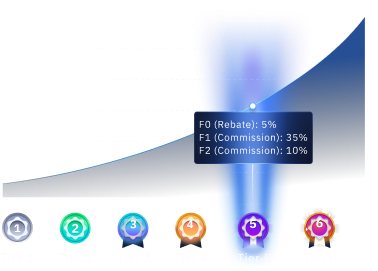 F0 (Rebate): 5%
F1 (Commission): 35%
F2 (Commission): 10%
1 2 3 4 5 6